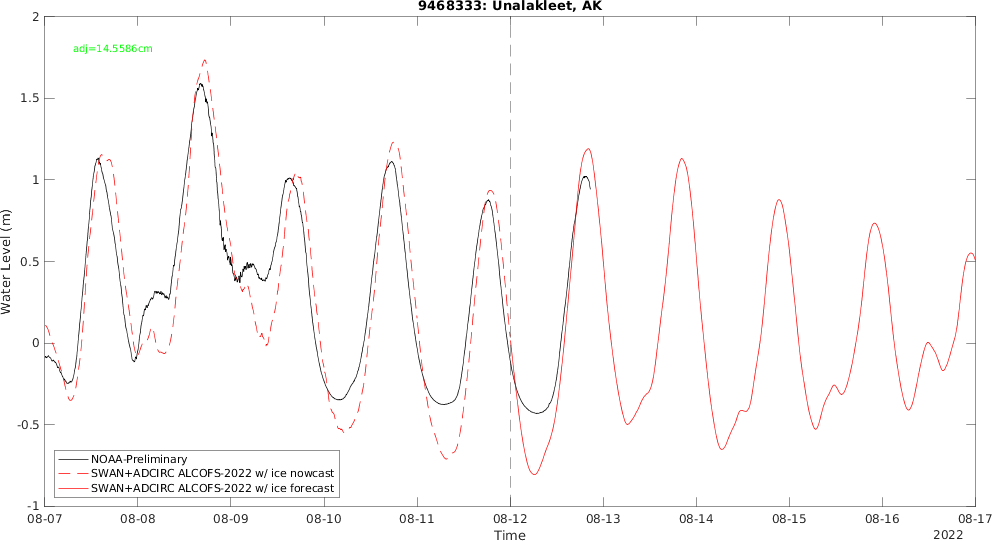 9468333: Unalakleet, AK
adj=14.5586cm
Water Level (m)
2
1.5
1
0.5
0
-0.5
-1
NOAA-Preliminary
SWAN+ADCIRC ALCOFS-2022 w/ ice nowcast
SWAN+ADCIRC ALCOFS-2022 w/ ice forecast
08-07 08-08 08-09 08-10 08-11 08-12 08-13 08-14 08-15 08-16 08-17
Time
2022